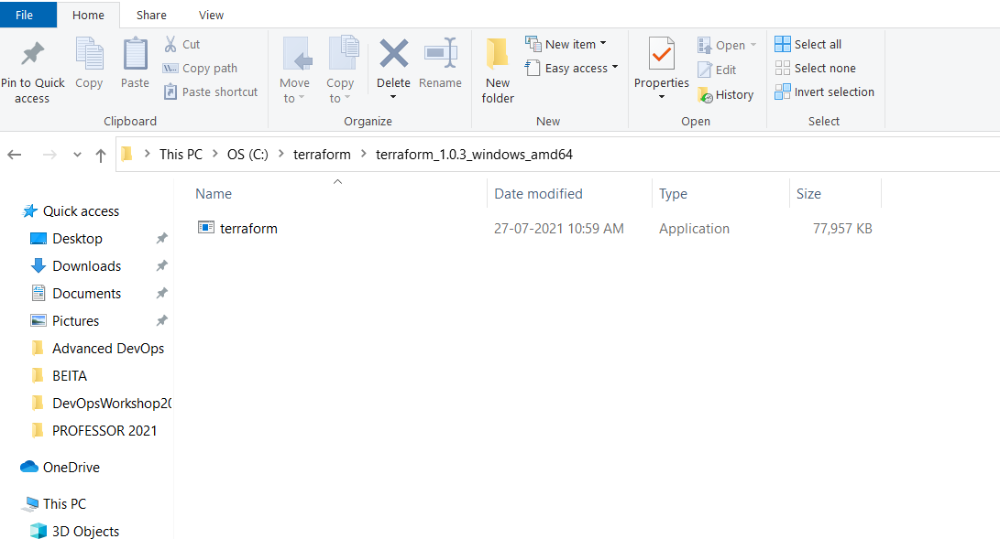 File Home Share View
Pin to Quick access
Copy
Paste
Cut
Copy path
Paste shortcut
Clipboard
Move to
Copy to
Delete
Rename
Organize
New folder
New item
Easy access
New
Properties
Open
Edit
History
Open
Select all
Select none
Invert selection
Select
This PC > OS (C:) > terraform > terraform_1.0.3_windows_amd64
Name Date modified Type Size
terraform 27-07-2021 10:59 AM Application 77,957 KB
Quick access
Desktop
Downloads
Documents
Pictures
Advanced DevOps
BEITA
DevOpsWorkshop20
PROFESSOR 2021
OneDrive
This PC
3D Objects